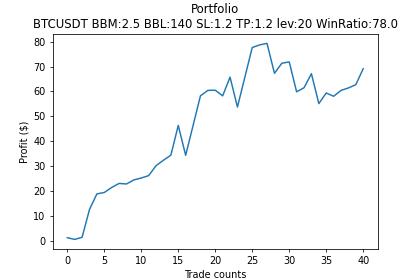 Portfolio
BTCUSDT BBM:2.5 BBL:140 SL:1.2 TP:1.2 lev:20 WinRatio:78.0
80
70
60
50
40
30
20
10
0
Profit ($)
0 5 10 15 20 25 30 35 40
Trade counts